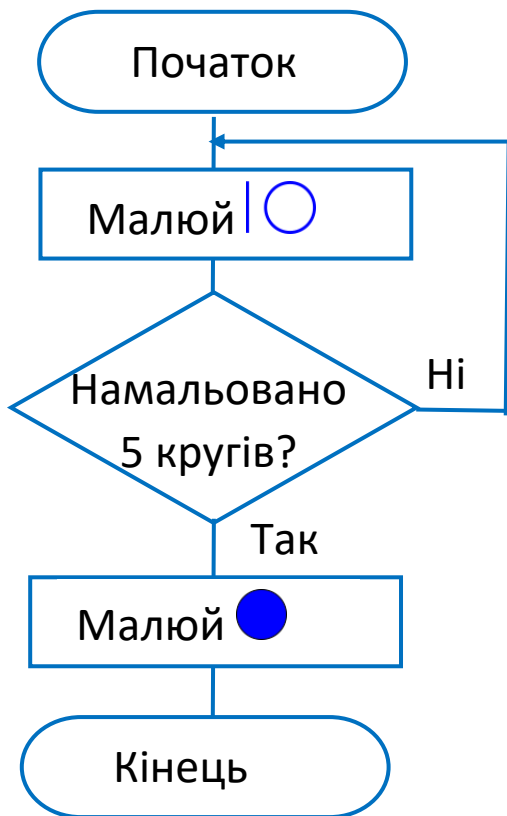 Початок
Малюй
Намальовано
5 кругів?
Ні
Так
Малюй
Кінець